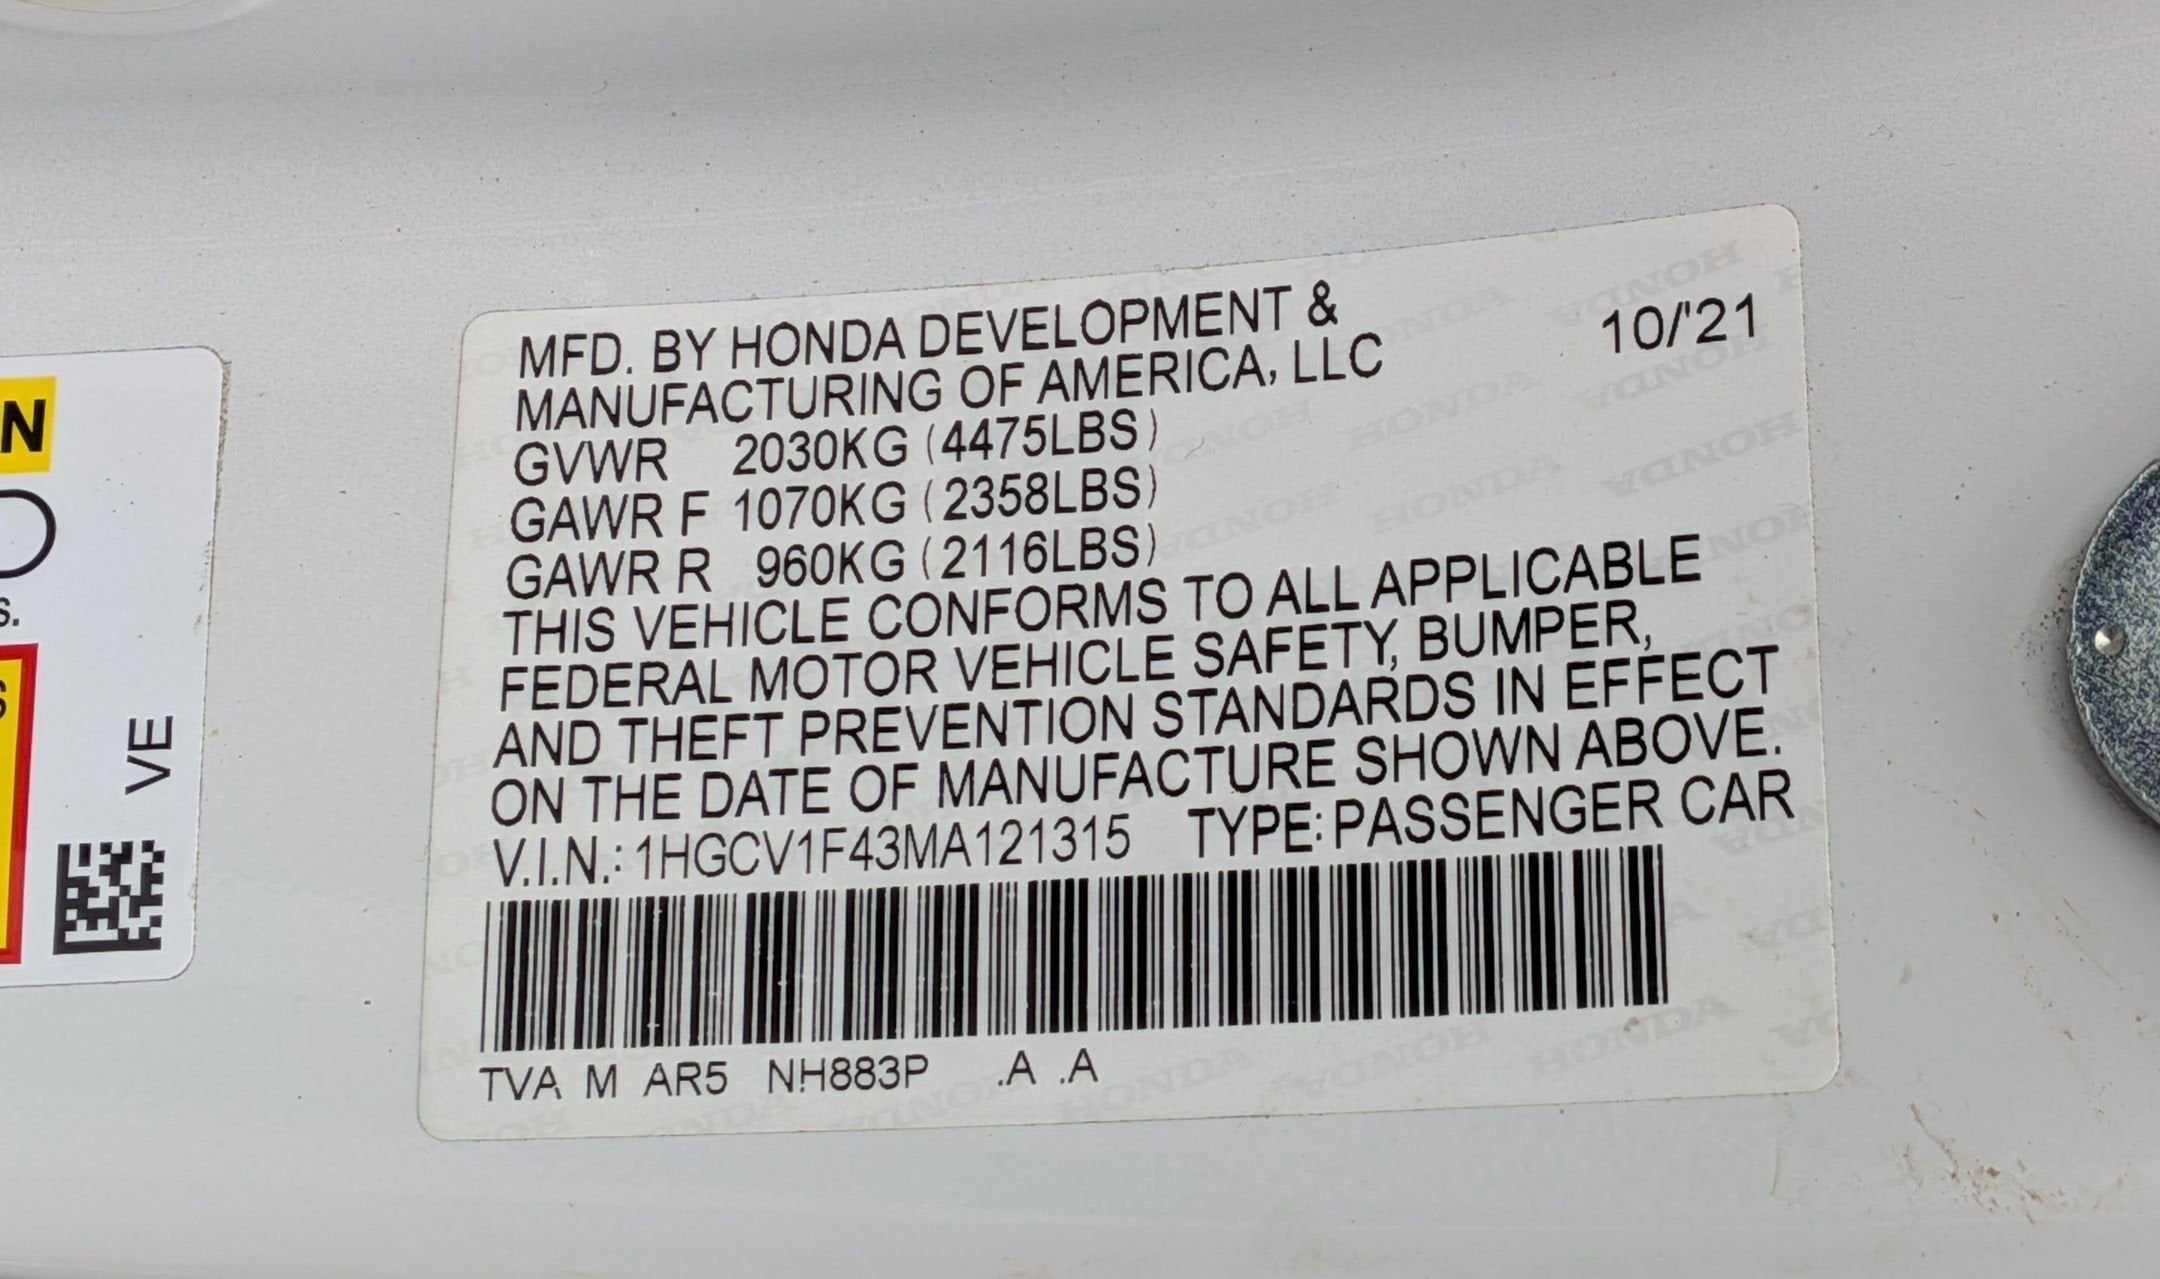 MFD. BY HONDA DEVELOPMENT &
MANUFACTURING OF AMERICA, LLC
10/'21
GVWR 2030KG (4475LBS)
GAWR F 1070KG (2358LBS)
GAWR R 960KG (2116LBS)
THIS VEHICLE CONFORMS TO ALL APPLICABLE
FEDERAL MOTOR VEHICLE SAFETY, BUMPER,
AND THEFT PREVENTION STANDARDS IN EFFECT
ON THE DATE OF MANUFACTURE SHOWN ABOVE.
V.I.N.: 1HGCV1F43MA121315 TYPE: PASSENGER CAR
TVA M AR5 NH883P .A .A
VE